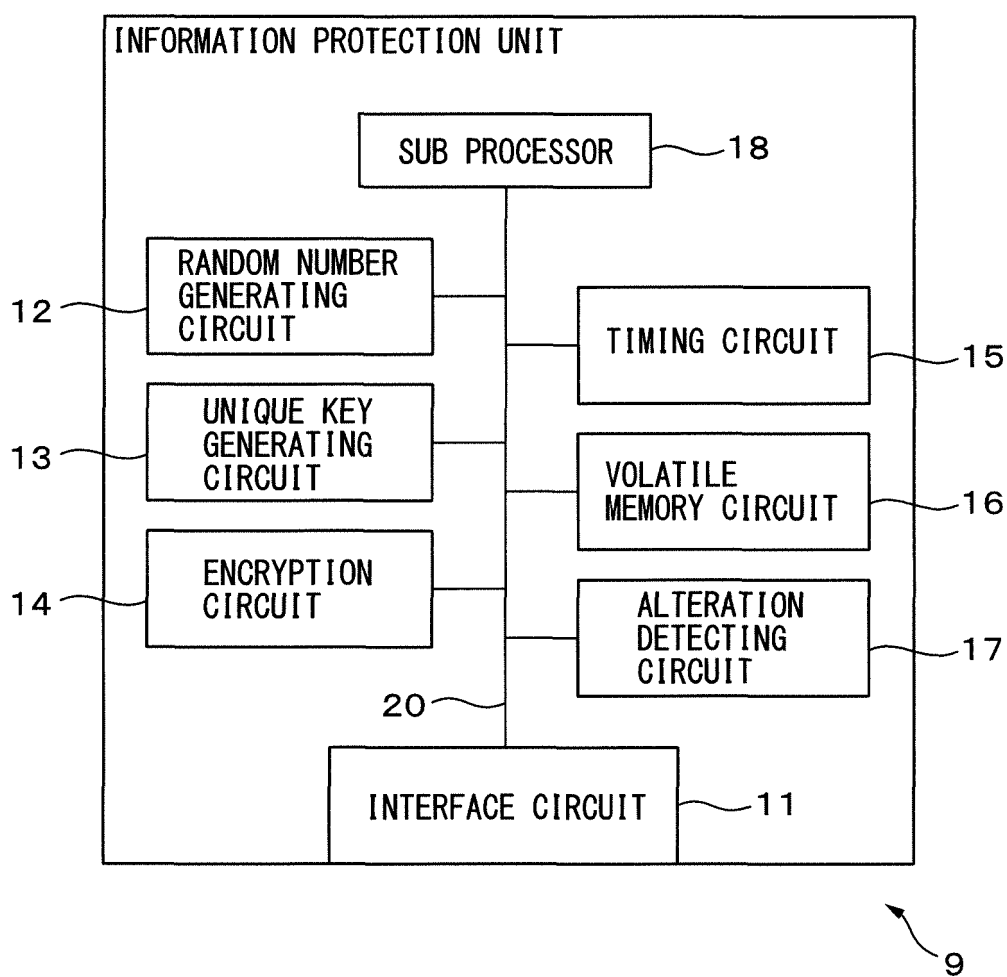 INFORMATION PROTECTION UNIT
SUB PROCESSOR
18
RANDOM NUMBER
GENERATING
CIRCUIT
12
TIMING CIRCUIT
15
UNIQUE KEY
GENERATING
CIRCUIT
13
VOLATILE
MEMORY CIRCUIT
16
ENCRYPTION
CIRCUIT
14
ALTERATION
DETECTING
CIRCUIT
17
20
INTERFACE CIRCUIT
11
9